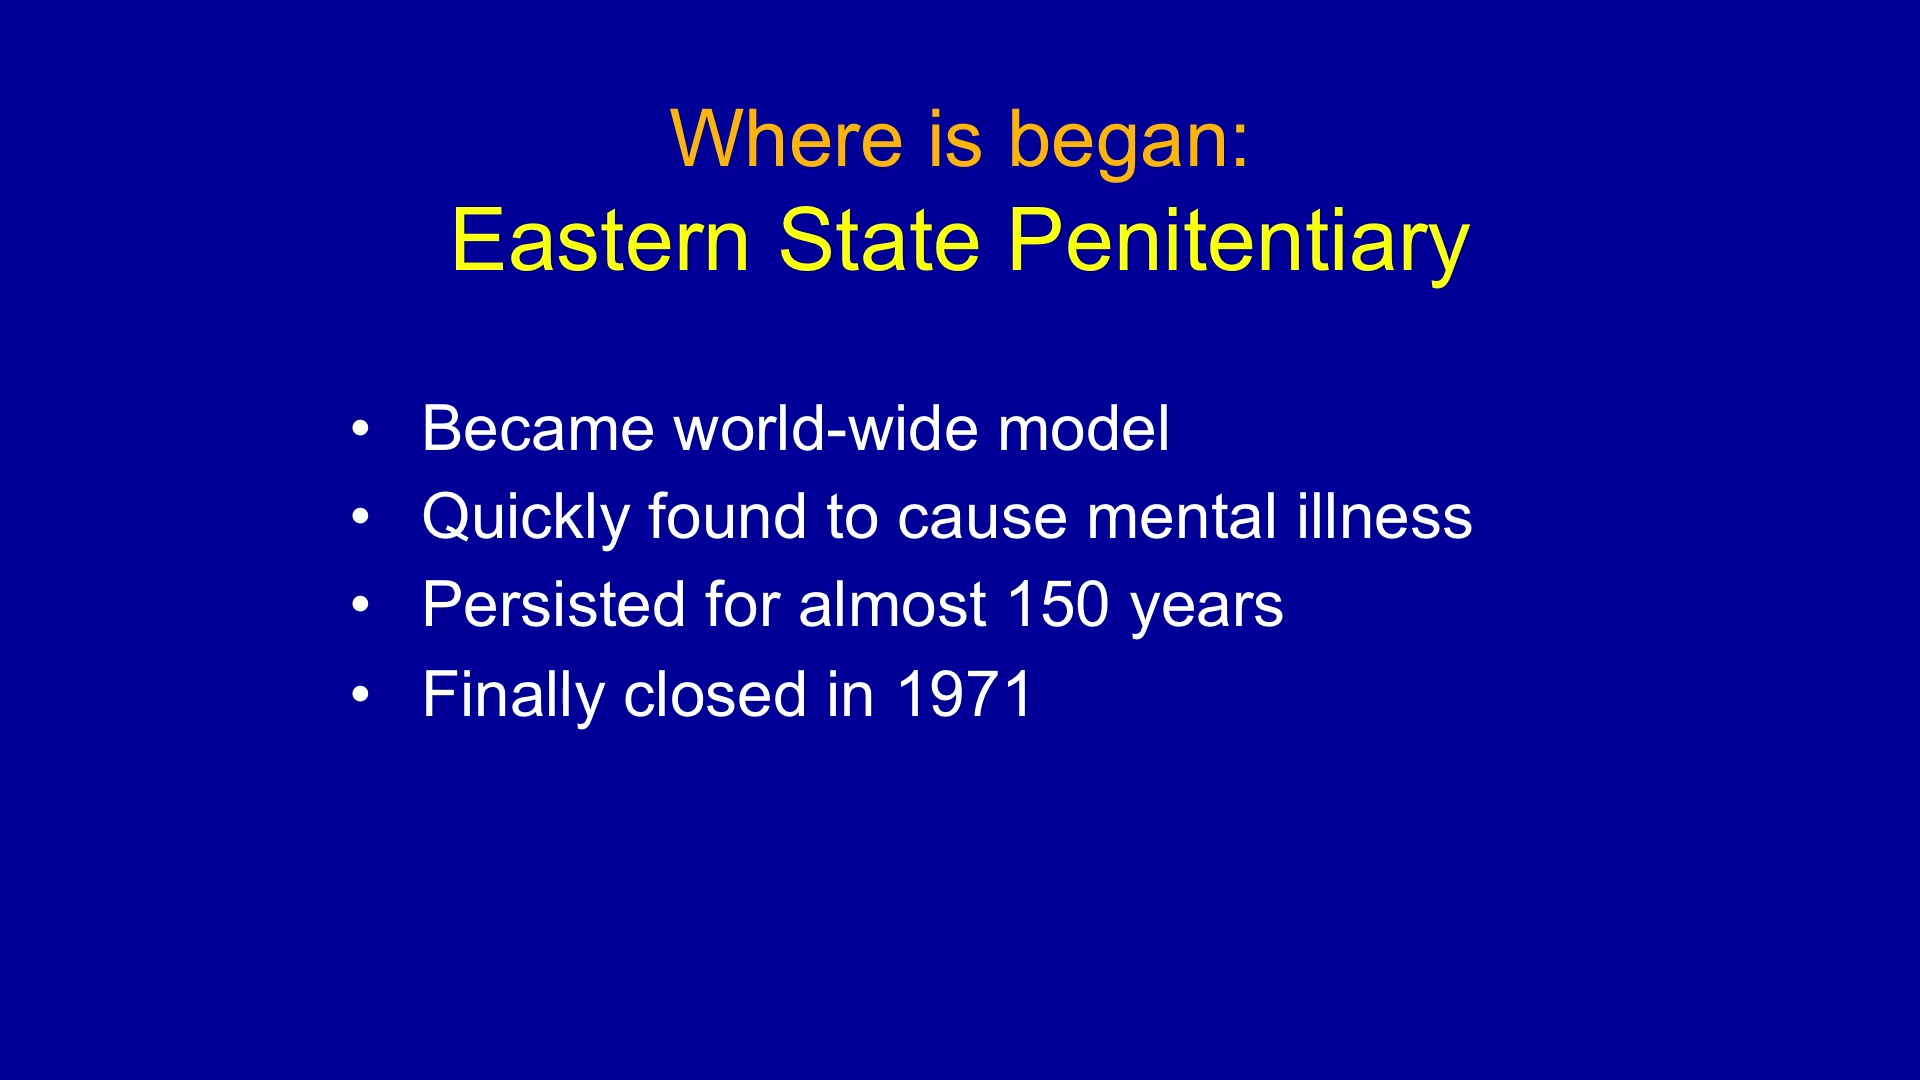 Where is began:
Eastern State Penitentiary
• Became world-wide model
• Quickly found to cause mental illness
• Persisted for almost 150 years
• Finally closed in 1971